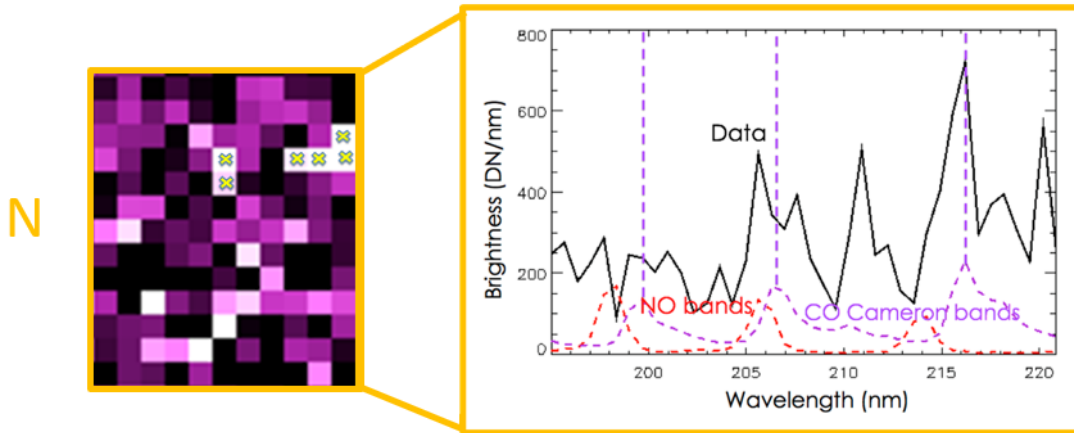 N
800
600
400
200
0
Brightness (DN/nm)
Data
NO bands
CO Cameron bands
200
205
210
215
220
Wavelength (nm)